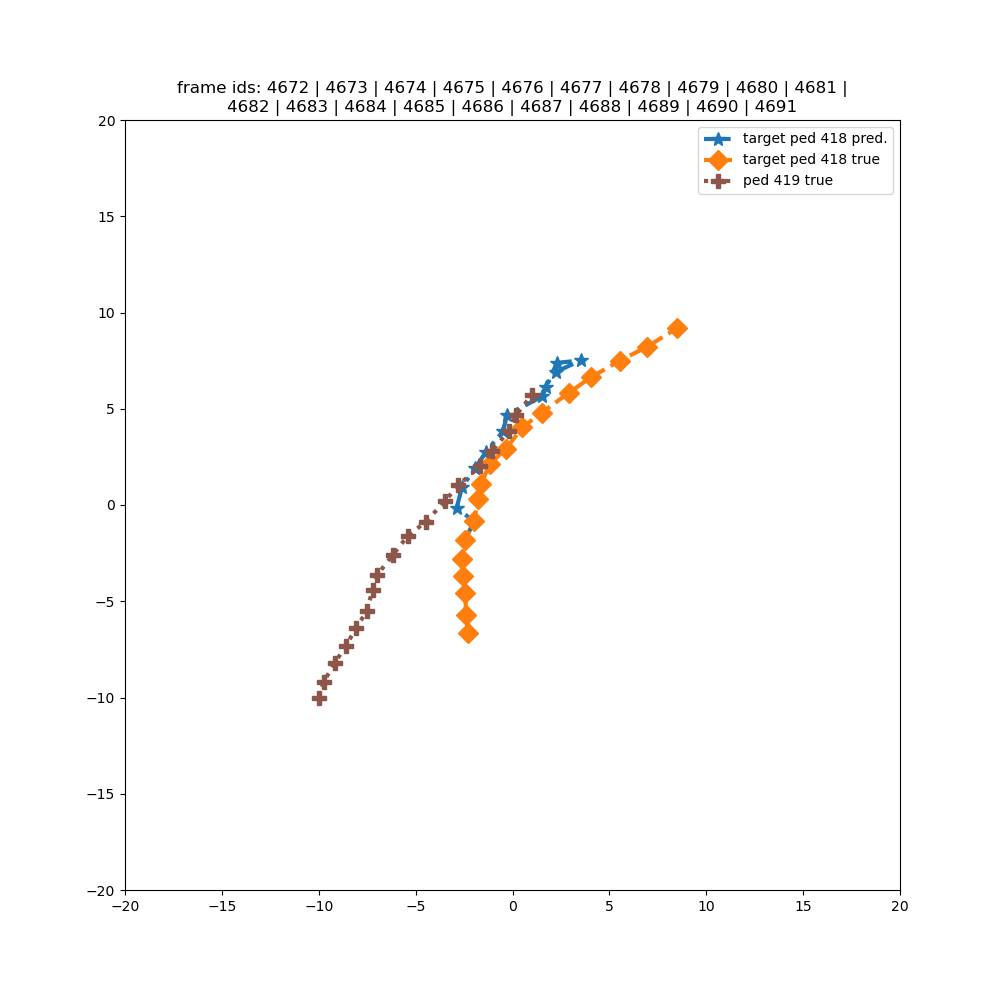 frame ids: 4672 | 4673 | 4674 | 4675 | 4676 | 4677 | 4678 | 4679 | 4680 | 4681 |
4682 | 4683 | 4684 | 4685 | 4686 | 4687 | 4688 | 4689 | 4690 | 4691
target ped 418 pred.
target ped 418 true
ped 419 true
20
15
10
5
0
−5
−10
−15
−20
−20 −15 −10 −5 0 5 10 15 20